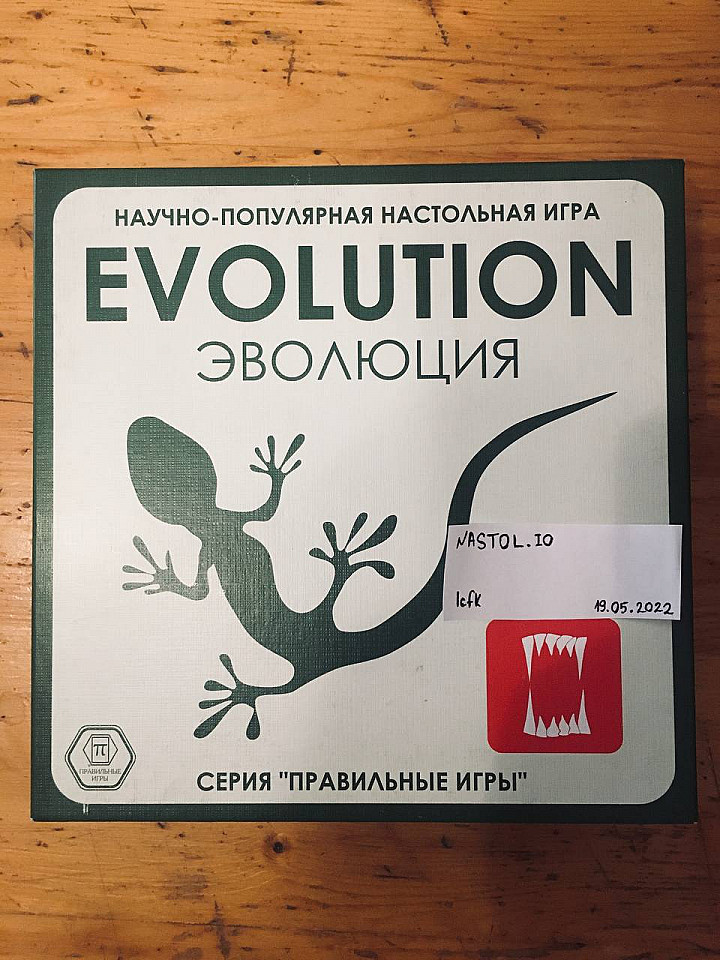 НАУЧНО-ПОПУЛЯРНАЯ НАСТОЛЬНАЯ ИГРА
EVOLUTION
ЭВОЛЮЦИЯ
NASTOL.IO
lcfk 19.05.2022
π
ПРАВИЛЬНЫЕ
ИГРЫ
СЕРИЯ "ПРАВИЛЬНЫЕ ИГРЫ"